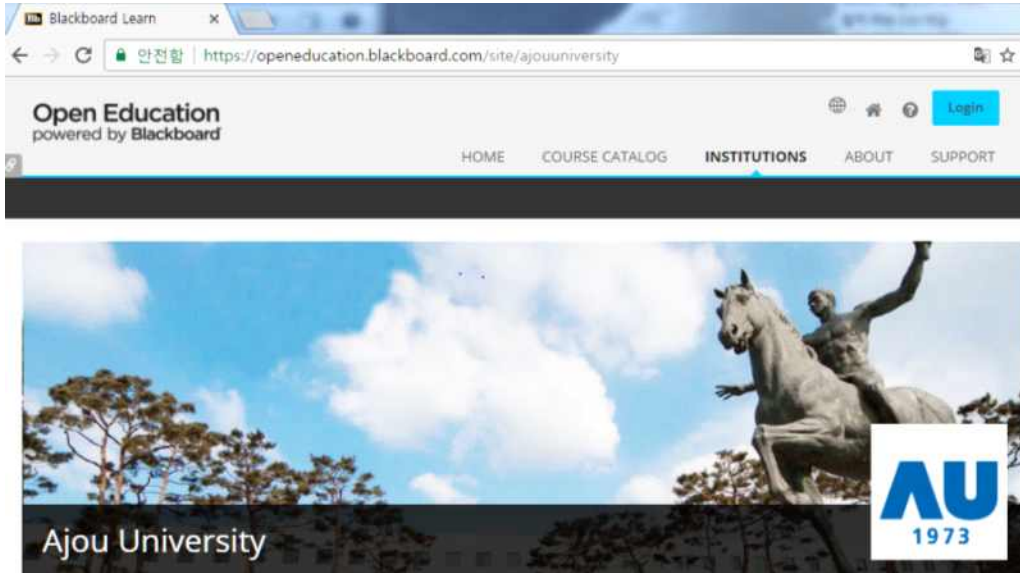 Blackboard Learn
안전함 | https://openeducation.blackboard.com/site/ajouuniversity
Open Education
powered by Blackboard
Login
HOME COURSE CATALOG INSTITUTIONS ABOUT SUPPORT
Ajou University
AU
1973